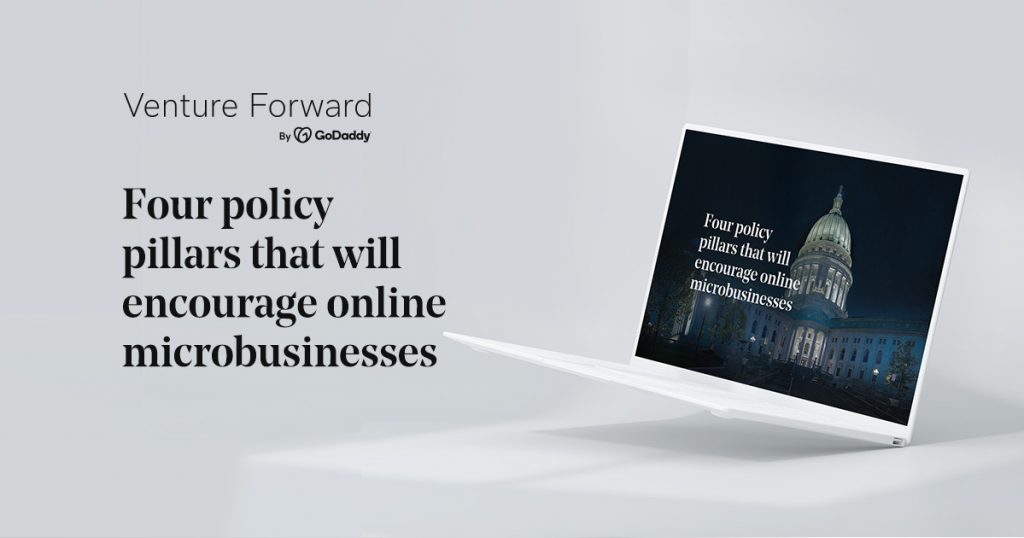 Venture Forward
By GoDaddy
Four policy
pillars that will
encourage online
microbusinesses
Four policy
pillars that will
encourage online
microbusinesses